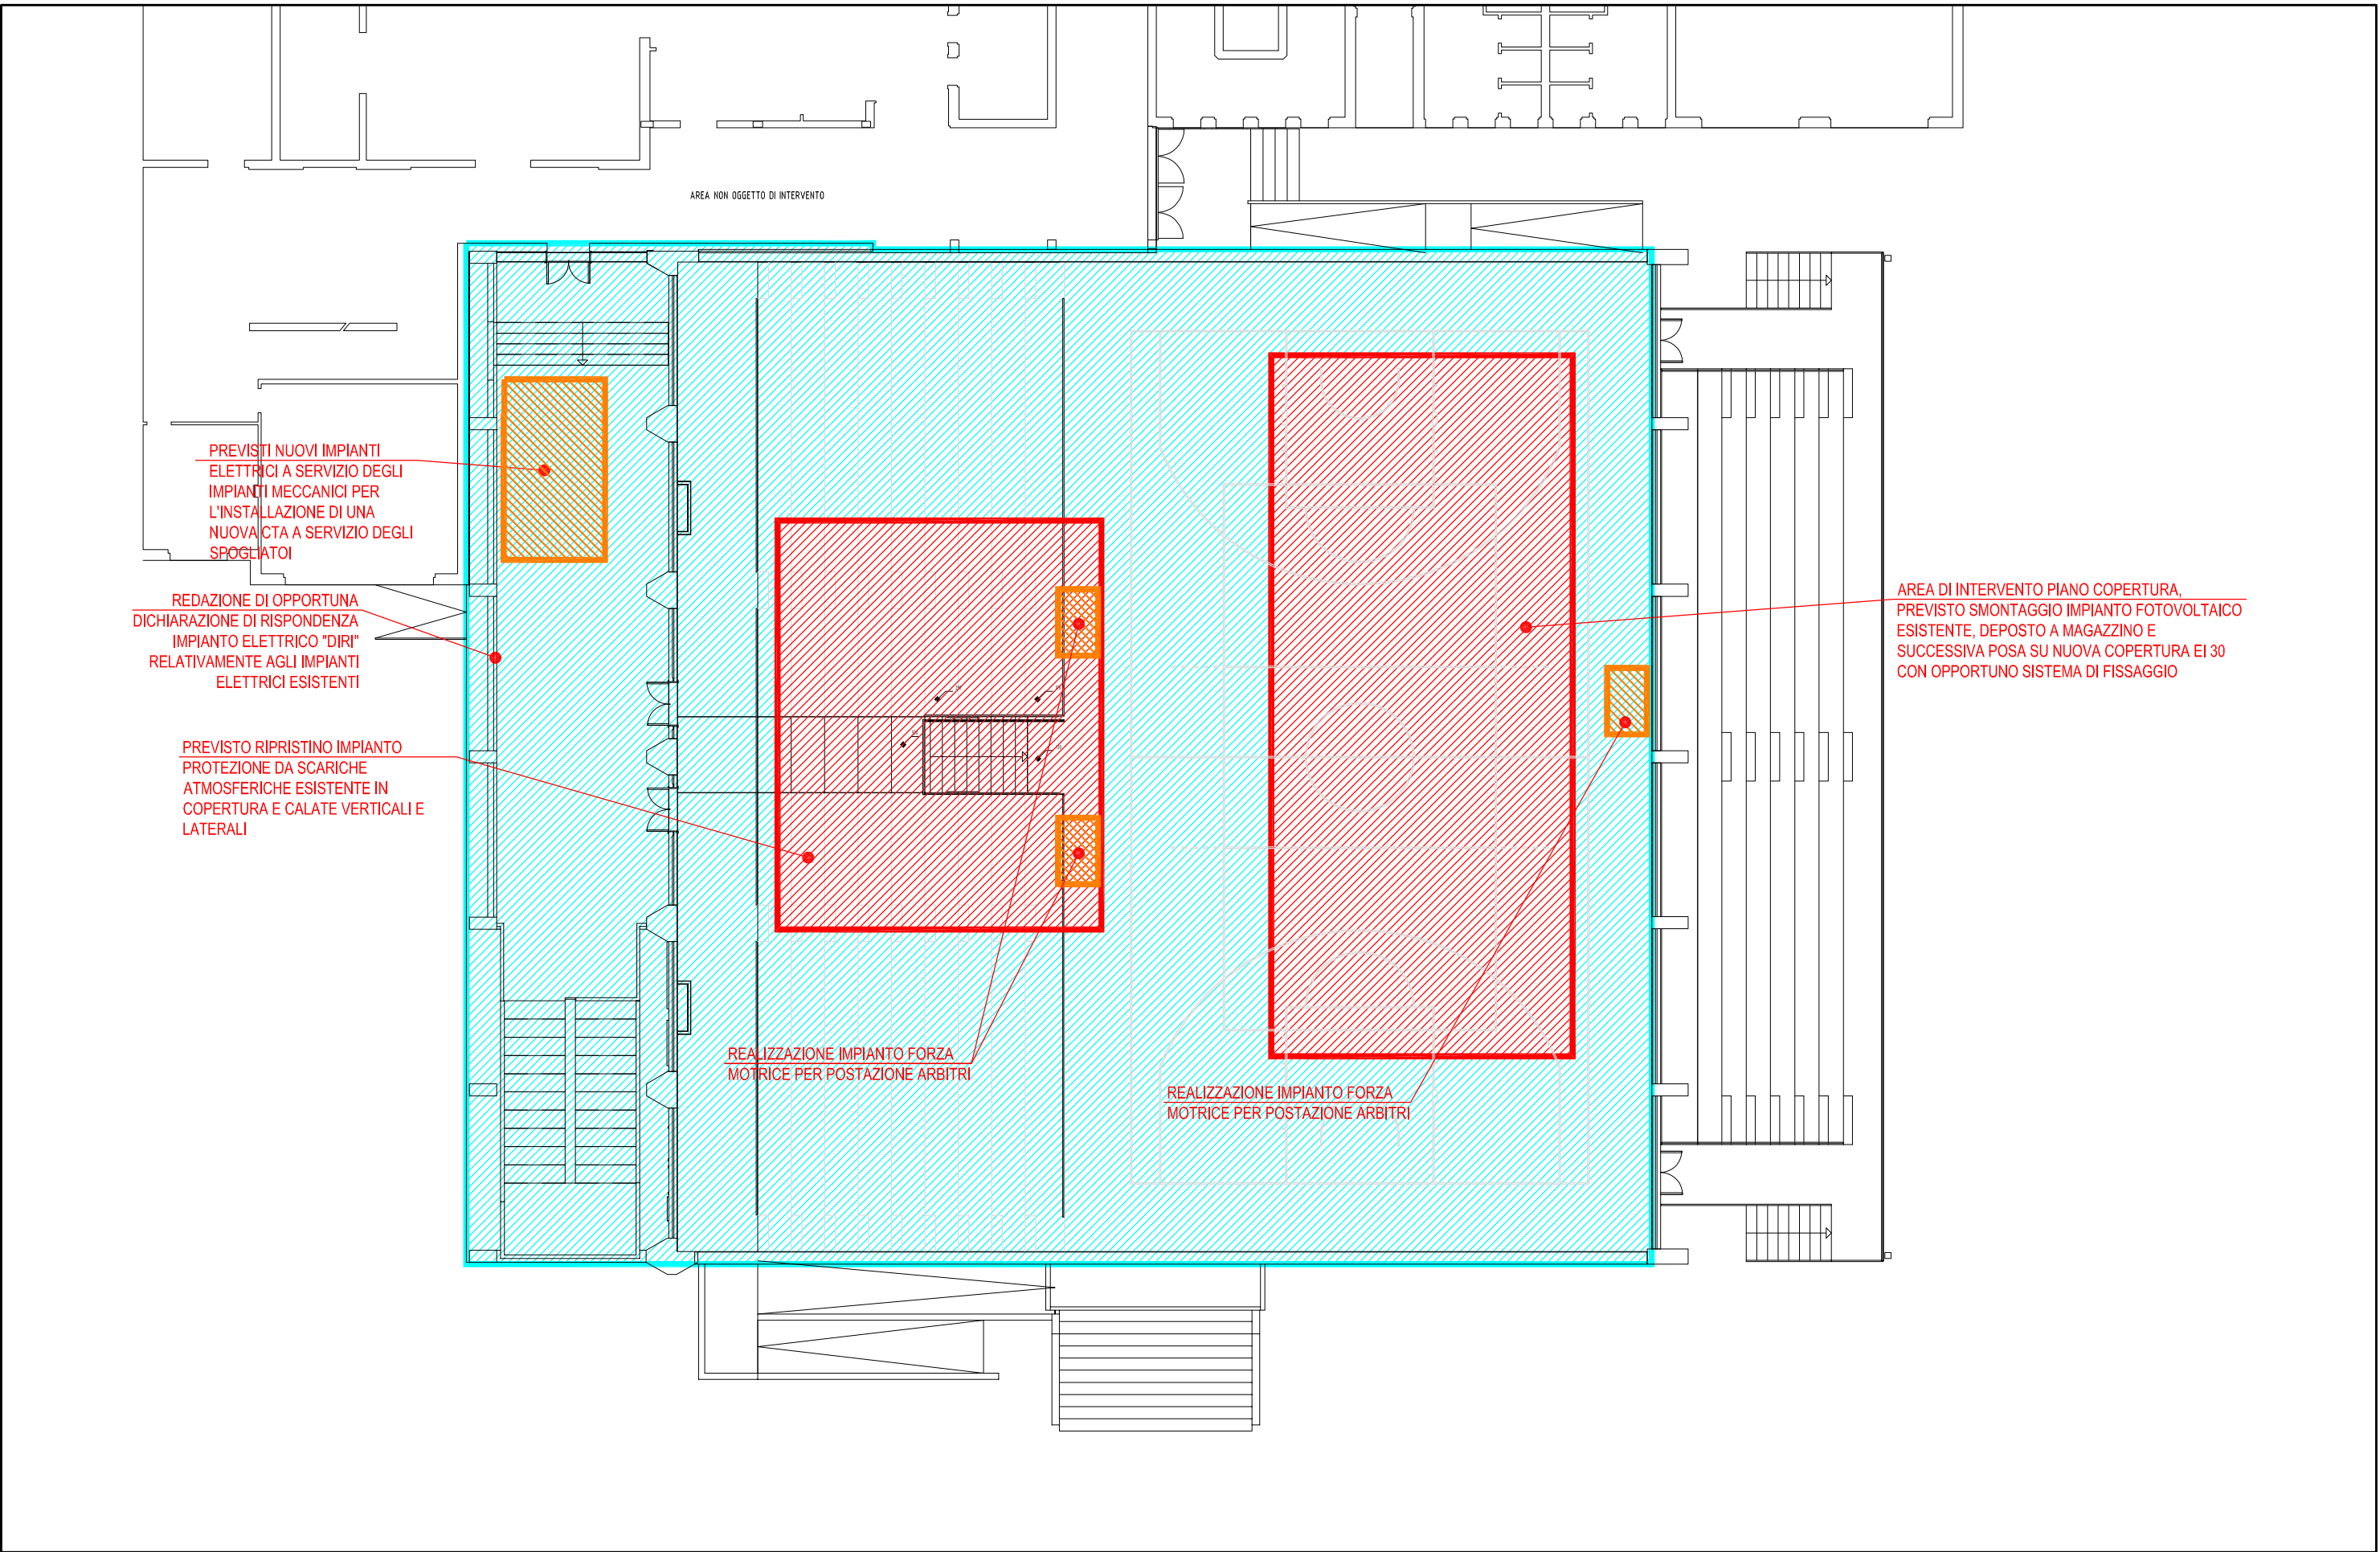 AREA NON OGGETTO DI INTERVENTO
PREVISTI NUOVI IMPIANTI
ELETTRICI A SERVIZIO DEGLI
IMPIANTI MECCANICI PER
L'INSTALLAZIONE DI UNA
NUOVA CTA A SERVIZIO DEGLI
SPOGLIATOI
REDAZIONE DI OPPORTUNA
DICHIARAZIONE DI RISPONDENZA
IMPIANTO ELETTRICO "DIRI"
RELATIVAMENTE AGLI IMPIANTI
ELETTRICI ESISTENTI
PREVISTO RIPRISTINO IMPIANTO
PROTEZIONE DA SCARICHE
ATMOSFERICHE ESISTENTE IN
COPERTURA E CALATE VERTICALI E
LATERALI
AREA DI INTERVENTO PIANO COPERTURA,
PREVISTO SMONTAGGIO IMPIANTO FOTOVOLTAICO
ESISTENTE, DEPOSTO A MAGAZZINO E
SUCCESSIVA POSA SU NUOVA COPERTURA EI 30
CON OPPORTUNO SISTEMA DI FISSAGGIO
REALIZZAZIONE IMPIANTO FORZA
MOTRICE PER POSTAZIONE ARBITRI
REALIZZAZIONE IMPIANTO FORZA
MOTRICE PER POSTAZIONE ARBITRI